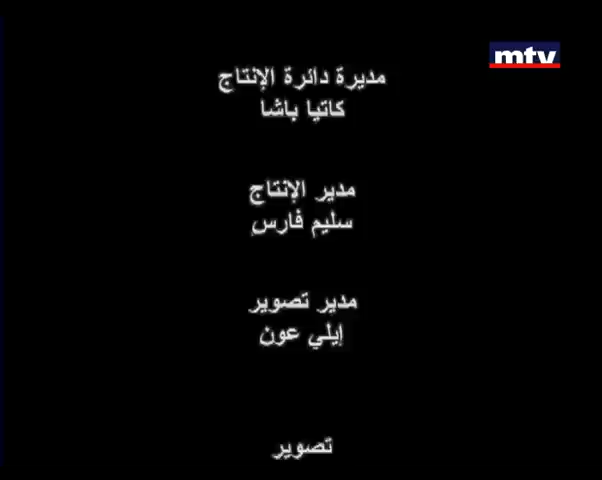 mtv
مديرة دائرة الإنتاج
كاتيا باشا
مدير الإنتاج
سليم فارس
مدير تصوير
إيلي عون
تصوير